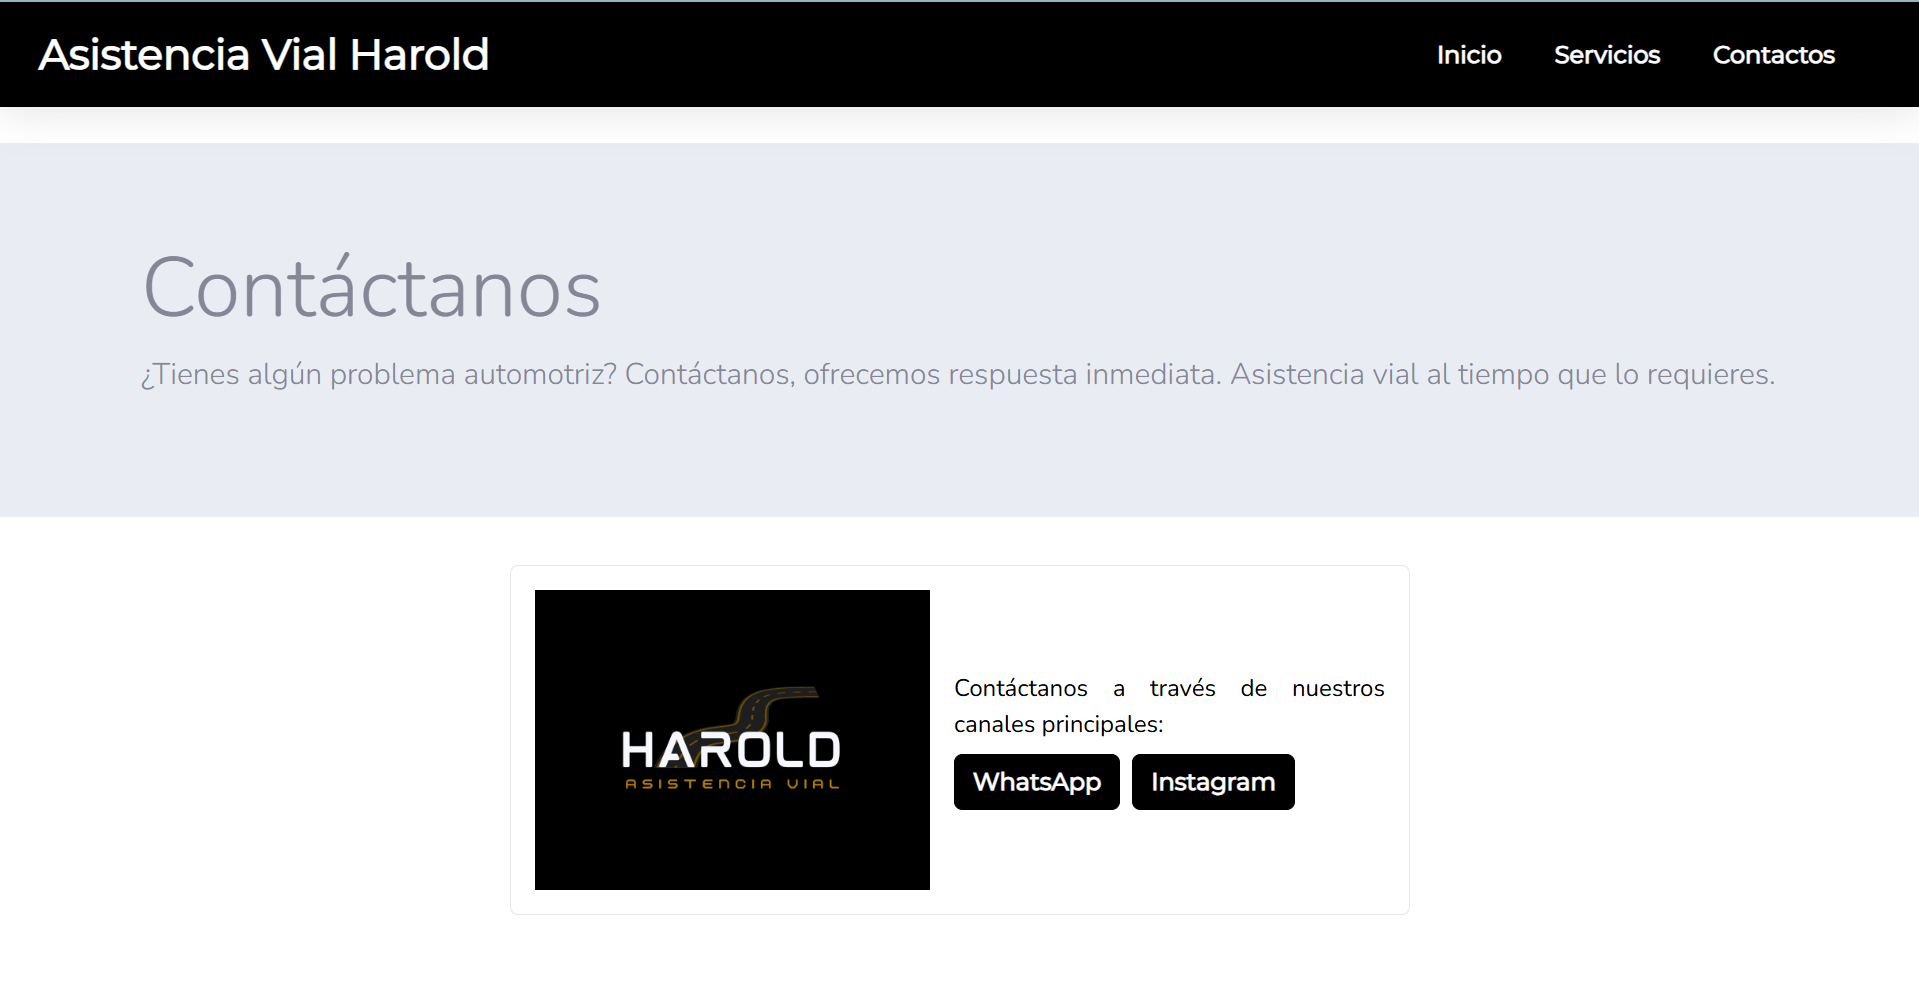 Asistencia Vial Harold
Inicio Servicios Contactos
Contáctanos
¿Tienes algún problema automotriz? Contáctanos, ofrecemos respuesta inmediata. Asistencia vial al tiempo que lo requieres.
HAROLD
ASISTENCIA VIAL
Contáctanos a través de nuestros
canales principales:
WhatsApp Instagram